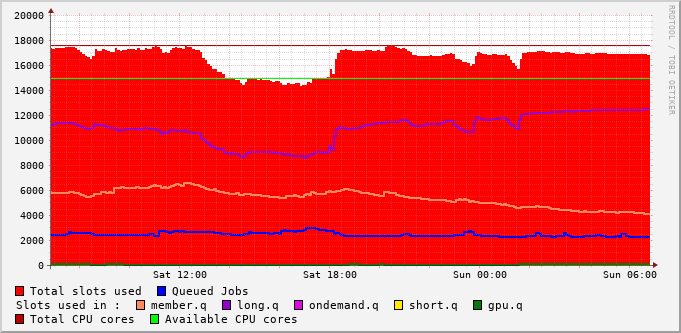 20000
18000
16000
14000
12000
10000
8000
6000
4000
2000
0
Sat 12:00 Sat 18:00 Sun 00:00 Sun 06:00
RRDTOOL / TOBI OETIKER
Total slots used Queued Jobs
Slots used in : member.q long.q ondemand.q short.q gpu.q
Total CPU cores Available CPU cores